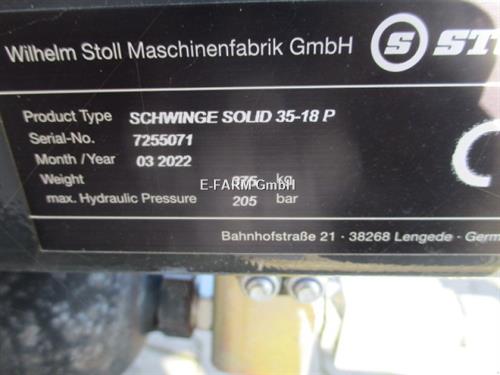 Wilhelm Stoll Maschinenfabrik GmbH S ST
Product Type SCHWINGE SOLID 35-18 P
Serial-No. 7255071
Month /Year 03 2022
Weight kg
E-FARM GmbH
max. Hydraulic Pressure 205 bar
Bahnhofstraße 21 · 38268 Lengede - Germ